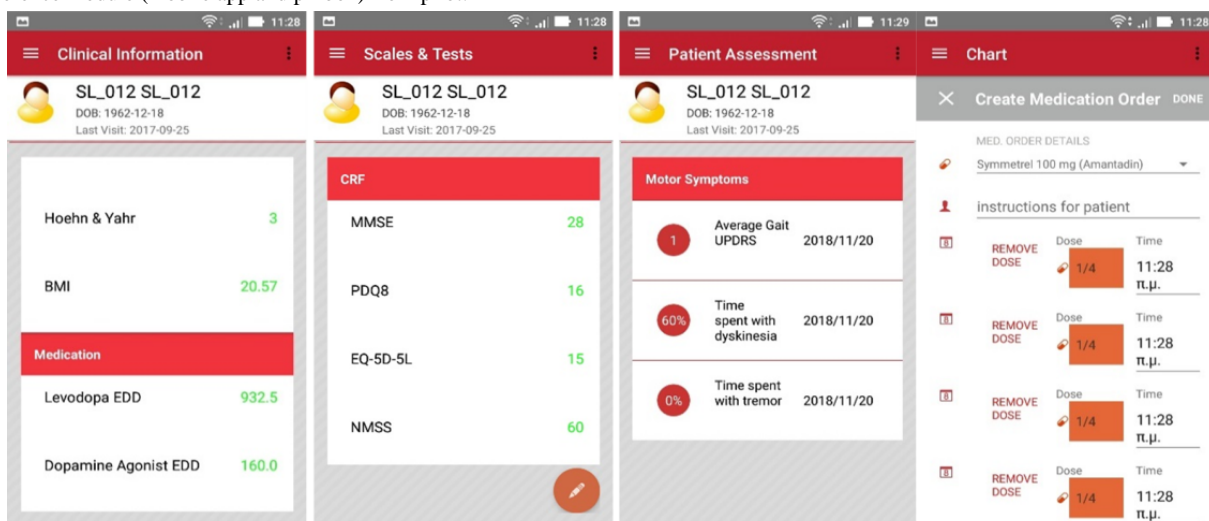 11:28
Clinical Information
SL_012 SL_012
DOB: 1962-12-18
Last Visit: 2017-09-25
Hoehn & Yahr 3
BMI 20.57
Medication
Levodopa EDD 932.5
Dopamine Agonist EDD 160.0
11:28
Scales & Tests
SL_012 SL_012
DOB: 1962-12-18
Last Visit: 2017-09-25
CRF
MMSE 28
PDQ8 16
EQ-5D-5L 15
NMSS 60
11:29
Patient Assessment
SL_012 SL_012
DOB: 1962-12-18
Last Visit: 2017-09-25
Motor Symptoms
1 Average Gait
UPDRS 2018/11/20
60% Time
spent with
dyskinesia 2018/11/20
0% Time spent
with tremor 2018/11/20
11:28
Chart
Create Medication Order DONE
MED. ORDER DETAILS
Symmetrel 100 mg (Amantadin)
instructions for patient
8 REMOVE
DOSE
Dose
1/4
Time
11:28
π.μ.
8 REMOVE
DOSE
Dose
1/4
Time
11:28
π.μ.
8 REMOVE
DOSE
Dose
1/4
Time
11:28
π.μ.
8 REMOVE
DOSE
Dose
1/4
Time
11:28
π.μ.